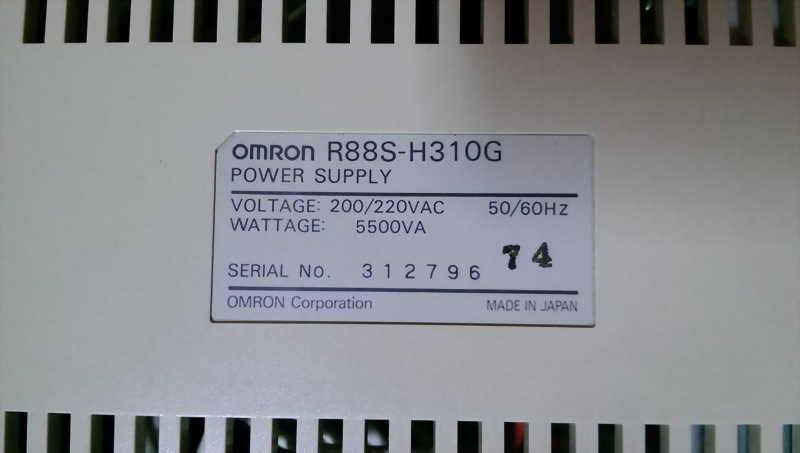 OMRON R88S-H310G
POWER SUPPLY
VOLTAGE: 200/220VAC 50/60Hz
WATTAGE: 5500VA
74
SERIAL No. 312796
OMRON Corporation MADE IN JAPAN